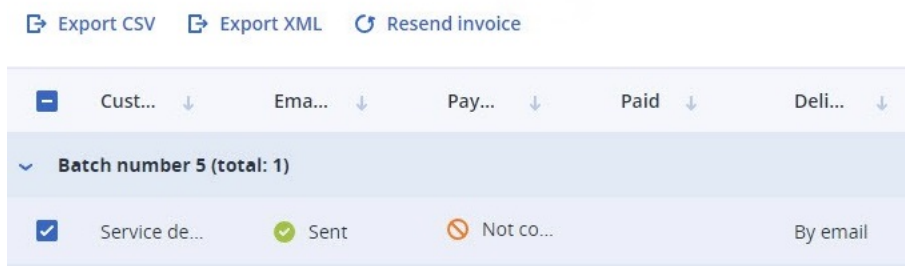 Export CSV Export XML Resend invoice
Cust... Ema... Pay... Paid Deli...
Batch number 5 (total: 1)
Service de... Sent Not co... By email